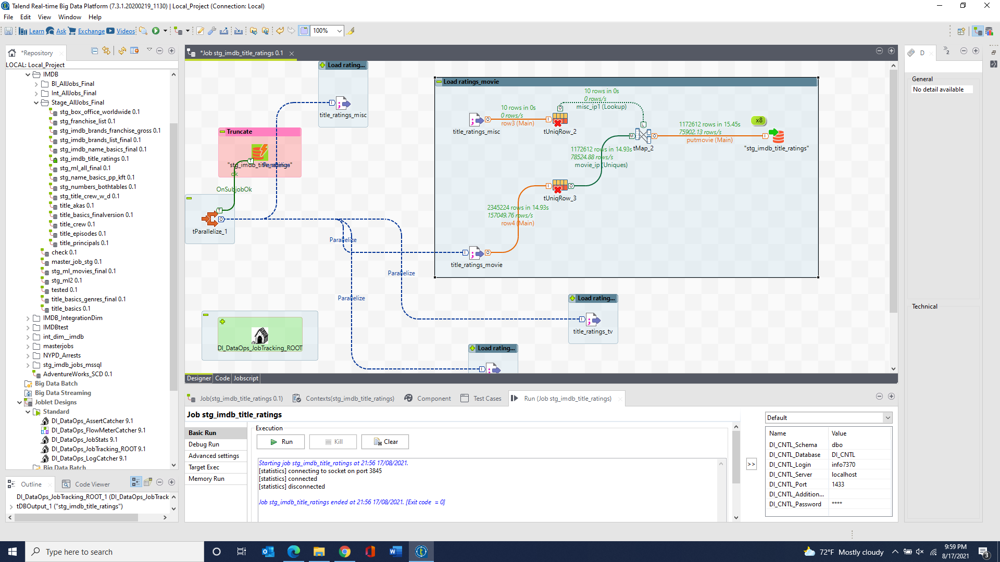 Talend Real-time Big Data Platform (7.3.1.20200219_1130) | Local_Project (Connection: Local)
File Edit View Window Help
Learn Ask Exchange Videos 100%
*Repository
LOCAL: Local_Project
IMDB
BI_AllJobs_Final
Int_AllJobs_Final
Stage_AllJobs_Final
stg_box_office_worldwide 0.1
stg_franchise_list 0.1
stg_imdb_brands_franchise_gross 0.1
stg_imdb_brands_list_final 0.1
stg_imdb_name_basics_final 0.1
stg_imdb_title_ratings 0.1
stg_ml_all_final 0.1
stg_name_basics_pp_kft 0.1
stg_numbers_bothtables 0.1
stg_title_crew_w_d 0.1
title_akas 0.1
title_basics_finalversion 0.1
title_crew 0.1
title_episodes 0.1
title_principals 0.1
check 0.1
master_job_stg 0.1
stg_ml_movies_final 0.1
stg_ml2 0.1
tested 0.1
title_basics_genres_final 0.1
title_basics 0.1
IMDB_IntegrationDim
IMDBtest
int_dim__imdb
masterjobs
NYPD_Arrests
stg_imdb_jobs_mssql
AdventureWorks_SCD 0.1
Big Data Batch
Big Data Streaming
Joblet Designs
Standard
DI_DataOps_AssertCatcher 9.1
DI_DataOps_FlowMeterCatcher 9.1
DI_DataOps_JobStats 9.1
DI_DataOps_JobTracking_ROOT 9.1
DI_DataOps_LogCatcher 9.1
Big Data Batch
Outline Code Viewer
DI_DataOps_JobTracking_ROOT_1 (DI_DataOps_JobTrack
tDBOutput_1 ("stg_imdb_title_ratings")
*Job stg_imdb_title_ratings 0.1
Load rating...
title_ratings_misc
Truncate
"stg_imdb_title_ratings"
Parallelize
ok
OnSubjobOk
tParallelize_1
Parallelize
Parallelize
Parallelize
DI_DataOps_JobTracking_ROOT
Load ratings_movie
10 rows in 0s
0 rows/s
misc_ip1 (Lookup)
10 rows in 0s
0 rows/s
row3 (Main)
title_ratings_misc
tUniqRow_2
1172612 rows in 15.45s
75902.13 rows/s
putmovie (Main)
x8
tMap_2
"stg_imdb_title_ratings"
1172612 rows in 14.93s
78524.88 rows/s
movie_ip (Uniques)
tUniqRow_3
2345224 rows in 14.93s
157049.76 rows/s
row4 (Main)
title_ratings_movie
Load rating...
title_ratings_tv
Load rating...
Designer Code Jobscript
Job(stg_imdb_title_ratings 0.1) Contexts(stg_imdb_title_ratings) Component Test Cases Run (Job stg_imdb_title_ratings)
Job stg_imdb_title_ratings
Basic Run
Debug Run
Advanced settings
Target Exec
Memory Run
Execution
Run Kill Clear
Starting job stg_imdb_title_ratings at 21:56 17/08/2021.
[statistics] connecting to socket on port 3845
[statistics] connected
[statistics] disconnected
Job stg_imdb_title_ratings ended at 21:56 17/08/2021. [Exit code = 0]
>>
Default
Name Value
DI_CNTL_Schema dbo
DI_CNTL_Database DI_CNTL
DI_CNTL_Login info7370
DI_CNTL_Server localhost
DI_CNTL_Port 1433
DI_CNTL_Addition...
DI_CNTL_Password ****
D
2
General
No detail available
Technical
Type here to search
72°F Mostly cloudy
9:59 PM
8/17/2021
3